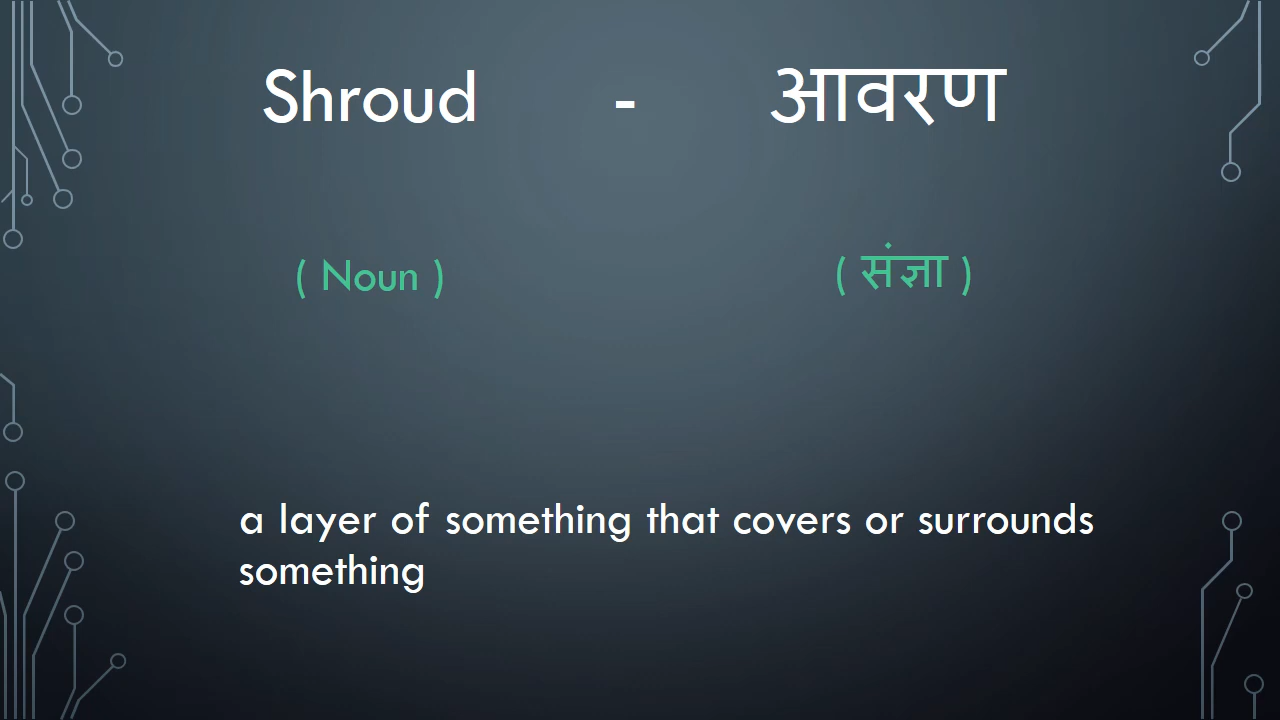 Shroud - आवरण
( Noun ) ( संज्ञा )
a layer of something that covers or surrounds
something